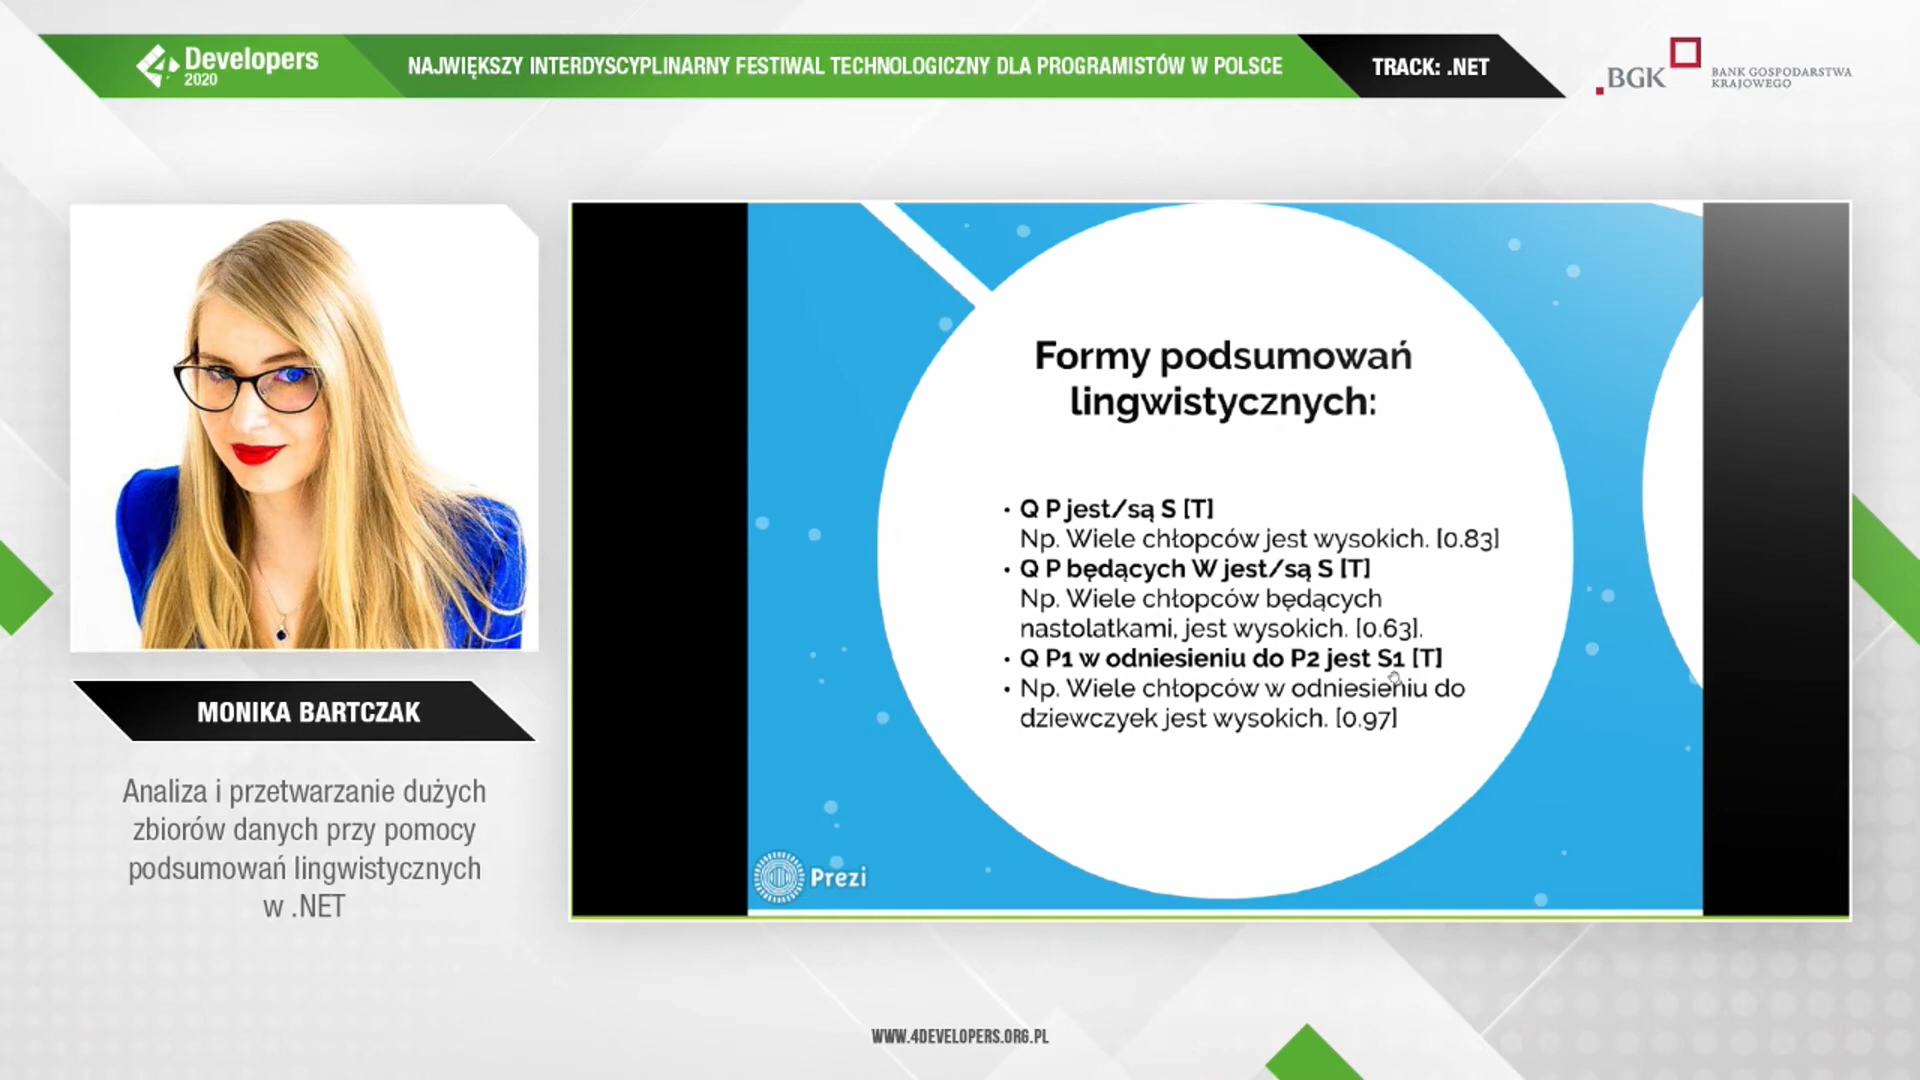 4 Developers
2020
NAJWIĘKSZY INTERDYSCYPLINARNY FESTIWAL TECHNOLOGICZNY DLA PROGRAMISTÓW W POLSCE
TRACK: .NET
BGK
BANK GOSPODARSTWA
KRAJOWEGO
MONIKA BARTCZAK
Analiza i przetwarzanie dużych
zbiorów danych przy pomocy
podsumowań lingwistycznych
w .NET
Formy podsumowań
lingwistycznych:
• Q P jest/są S [T]
Np. Wiele chłopców jest wysokich. [0.83]
• Q P będących W jest/są S [T]
Np. Wiele chłopców będących
nastolatkami, jest wysokich. [0.63].
• Q P1 w odniesieniu do P2 jest S1 [T]
• Np. Wiele chłopców w odniesieniu do
dziewczyek jest wysokich. [0.97]
Prezi
WWW.4DEVELOPERS.ORG.PL